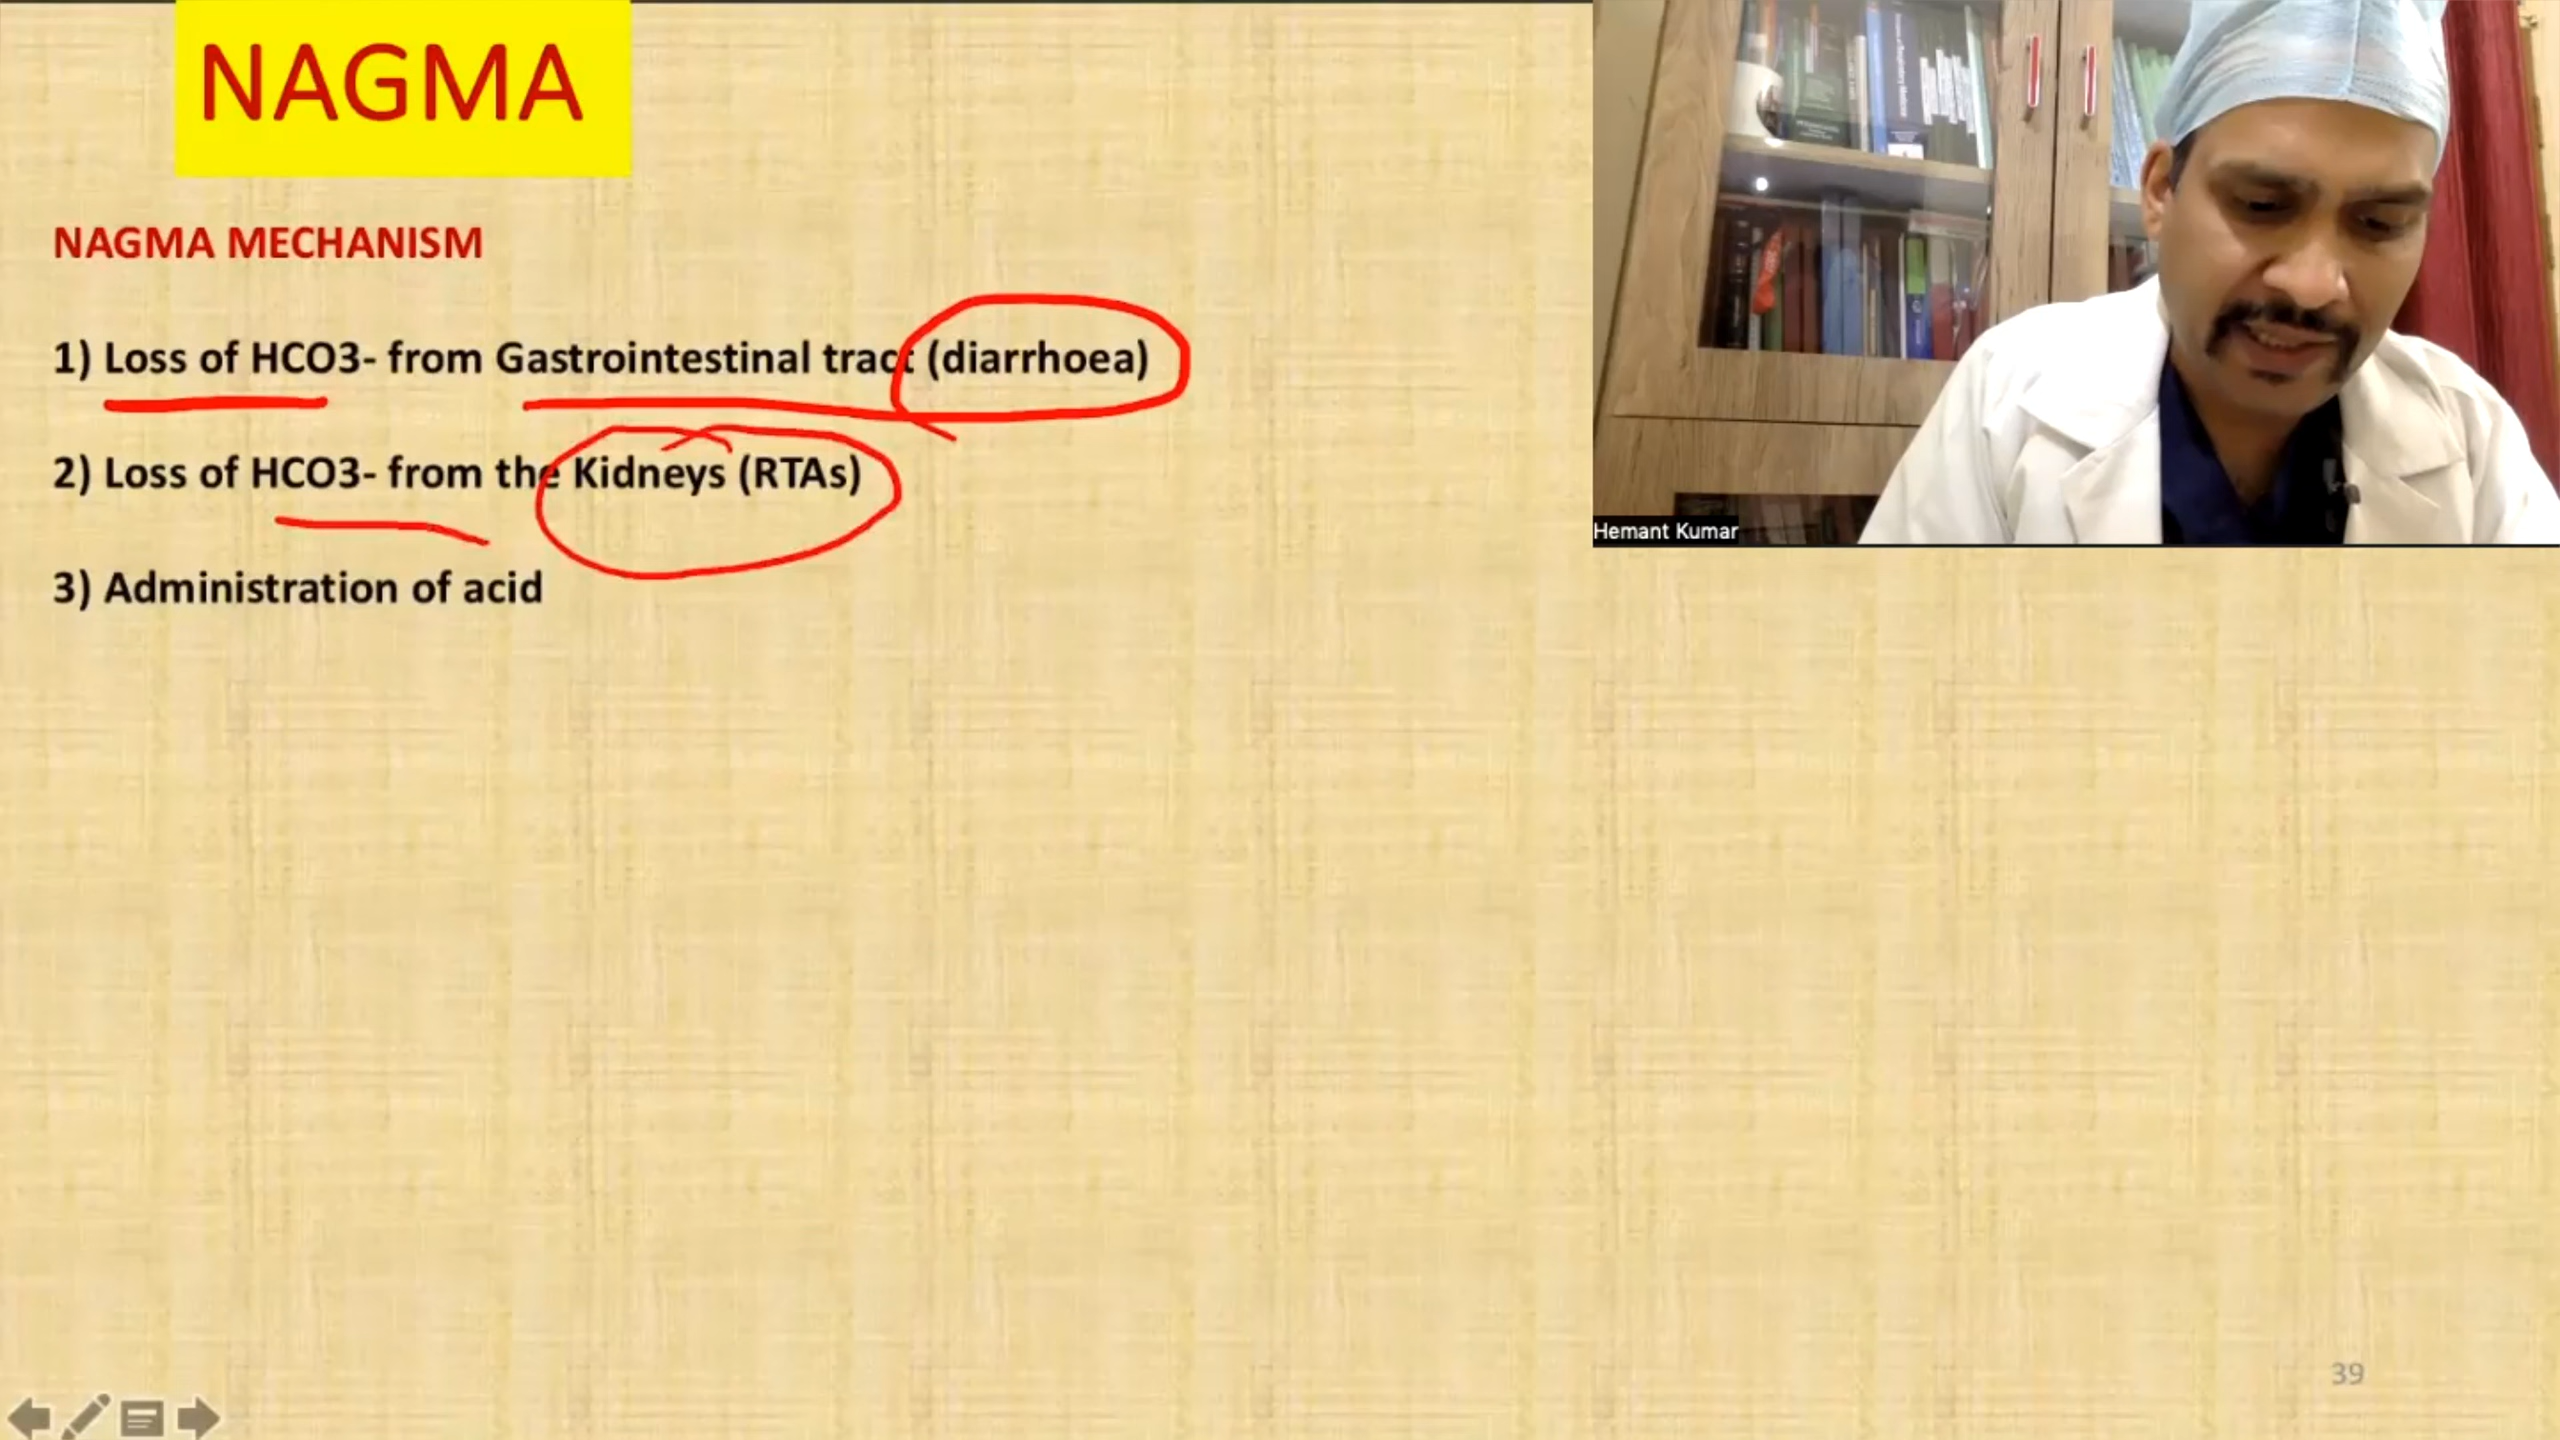 NAGMA
NAGMA MECHANISM
1) Loss of HCO3- from Gastrointestinal tract (diarrhoea)
2) Loss of HCO3- from the Kidneys (RTAs)
3) Administration of acid
Hemant Kumar
39